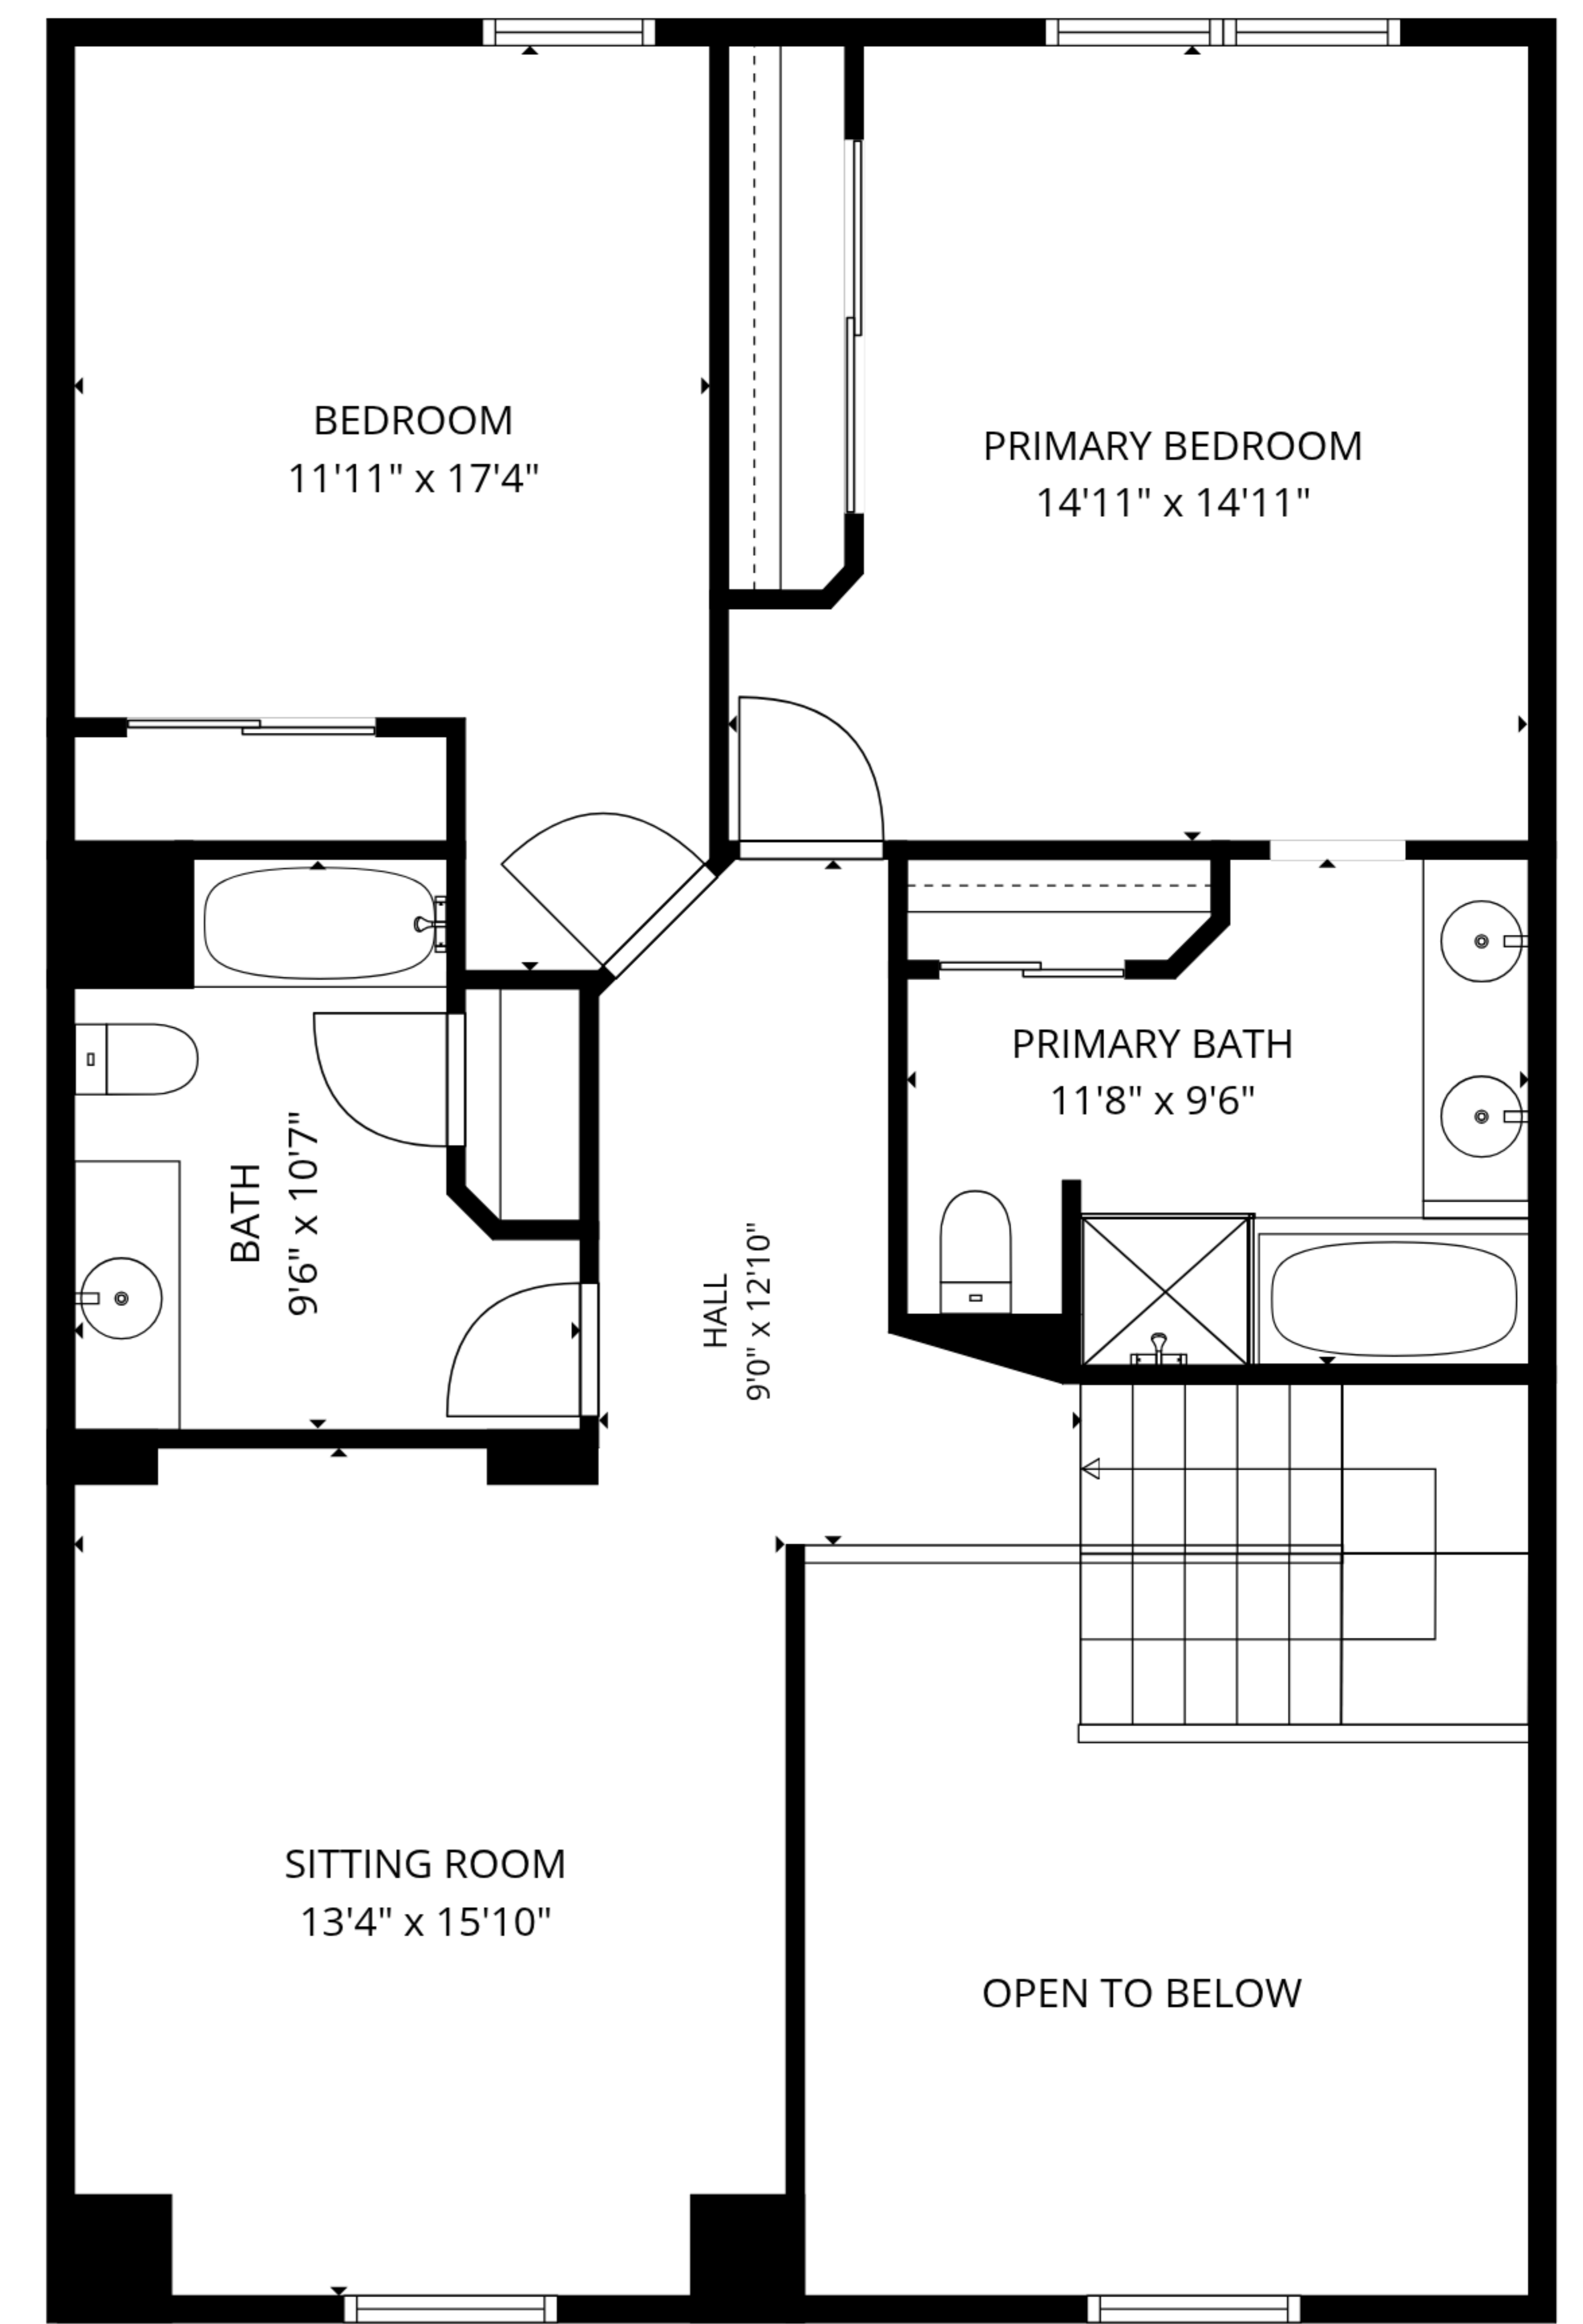 BEDROOM
11'11" x 17'4"
PRIMARY BEDROOM
14'11" x 14'11"
PRIMARY BATH
11'8" x 9'6"
BATH
9'6" x 10'7"
HALL
9'0" x 12'10"
SITTING ROOM
13'4" x 15'10"
OPEN TO BELOW